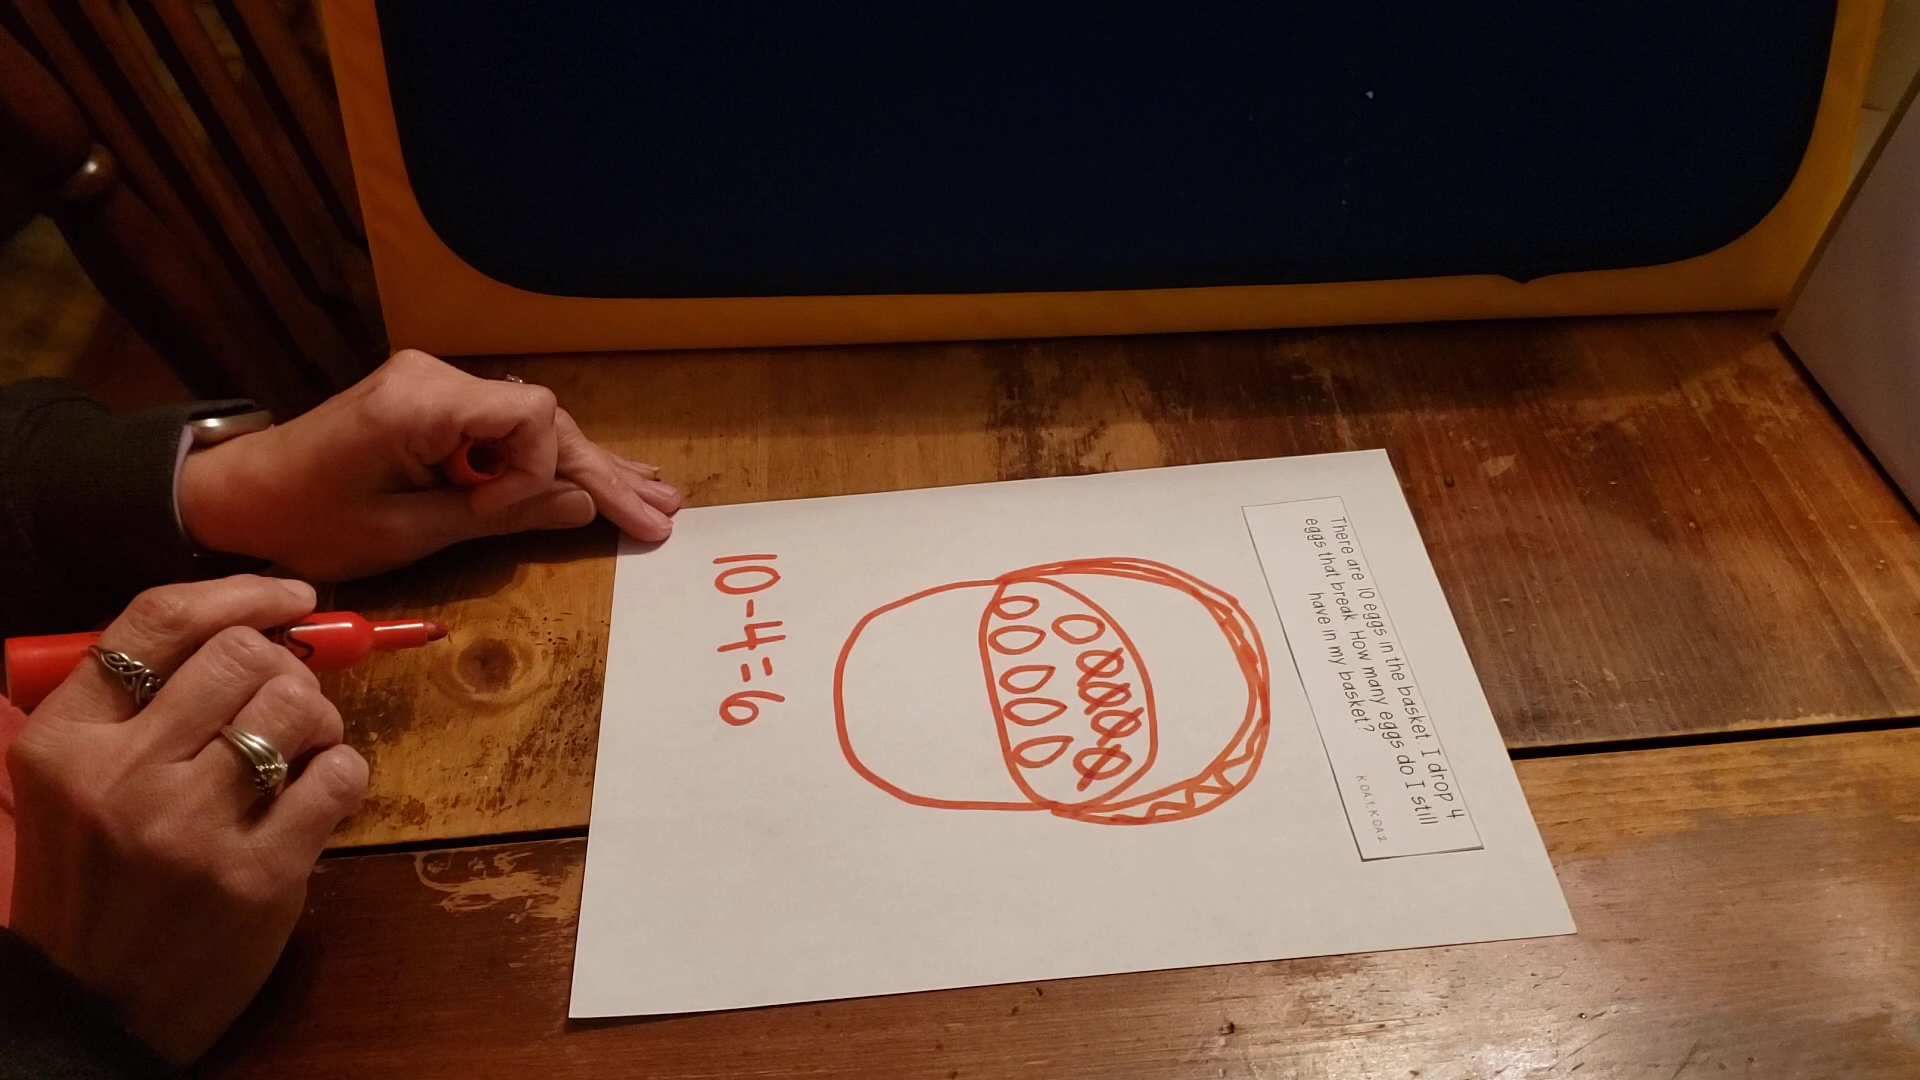 There are 10 eggs in the basket. I drop 4
eggs that break. How many eggs do I still
have in my basket?
K.OA.1, K.OA.2
10-4=6